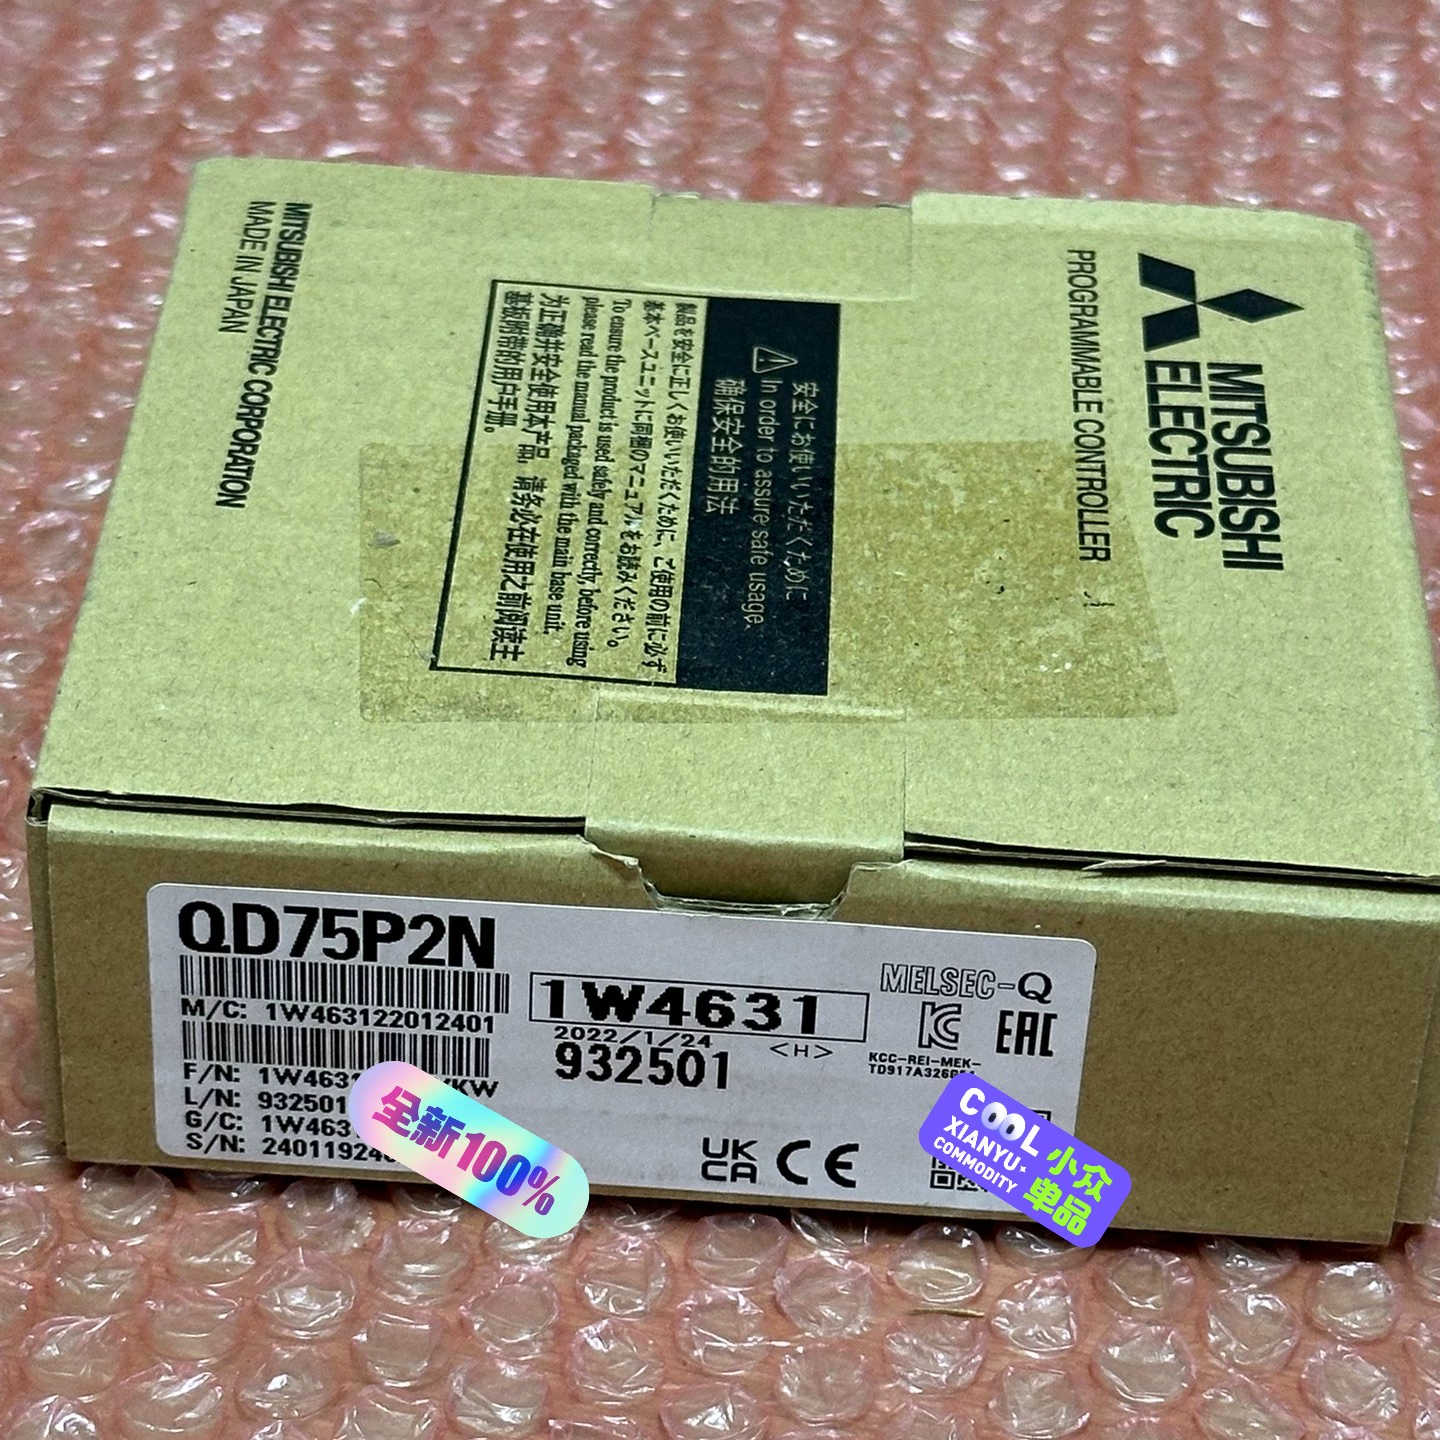 MITSUBISHI
ELECTRIC
PROGRAMMABLE CONTROLLER
安全にお使いいただくために
In order to assure safe usage.
确保安全的用法
製品を安全に正しくお使いいただくために、ご使用の前に必ず
基本ベースユニットに同梱のマニュアルをお読みください。
To ensure the product is used safely and correctly, before using
please read the manual packaged with the main base unit.
为正确并安全使用本产品，请务必在使用之前阅读主
基板附带的用户手册。
MITSUBISHI ELECTRIC CORPORATION
MADE IN JAPAN
QD75P2N
M/C: 1W463122012401
F/N: 1W463
L/N: 932501
G/C: 1W463
S/N: 2401192
1W4631
2022/1/24
<H>
932501
MELSEC-Q
EAC
KCC-REI-MEK-
TD917A326
UK
CA CE
全新100%
COOL
XIANYU
COMMODITY
小众
单品